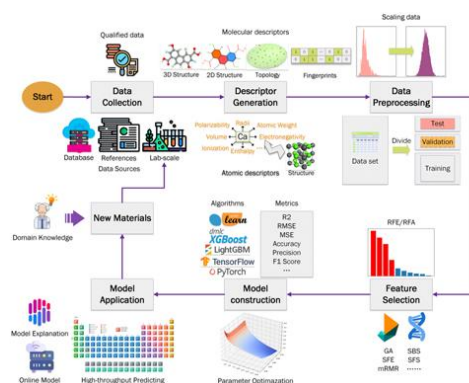 Qualified data
Molecular descriptors
Scaling data
3D Structure
2D Structure
Topology
Fingerprints
Start
Data
Collection
Descriptor
Generation
Data
Preprocessing
Database
References
Data Sources
Lab-scale
Polarizability
Radii
Atomic Weight
Volume
Ca
Electronegativity
Ionization
Enthalpy
Atomic descriptors
Structure
Data set
Divide
Test
Validation
Training
Domain Knowledge
New Materials
Algorithms
learn
dmlc
XGBoost
LightGBM
TensorFlow
PyTorch
Metrics
R2
RMSE
MSE
Accuracy
Precision
F1 Score
...
RFE/RFA
Model
Application
Model
construction
Feature
Selection
Model Explanation
Online Model
High-throughput Predicting
Parameter Optimazation
GA
SFE
mRMR
SBS
SFS
......